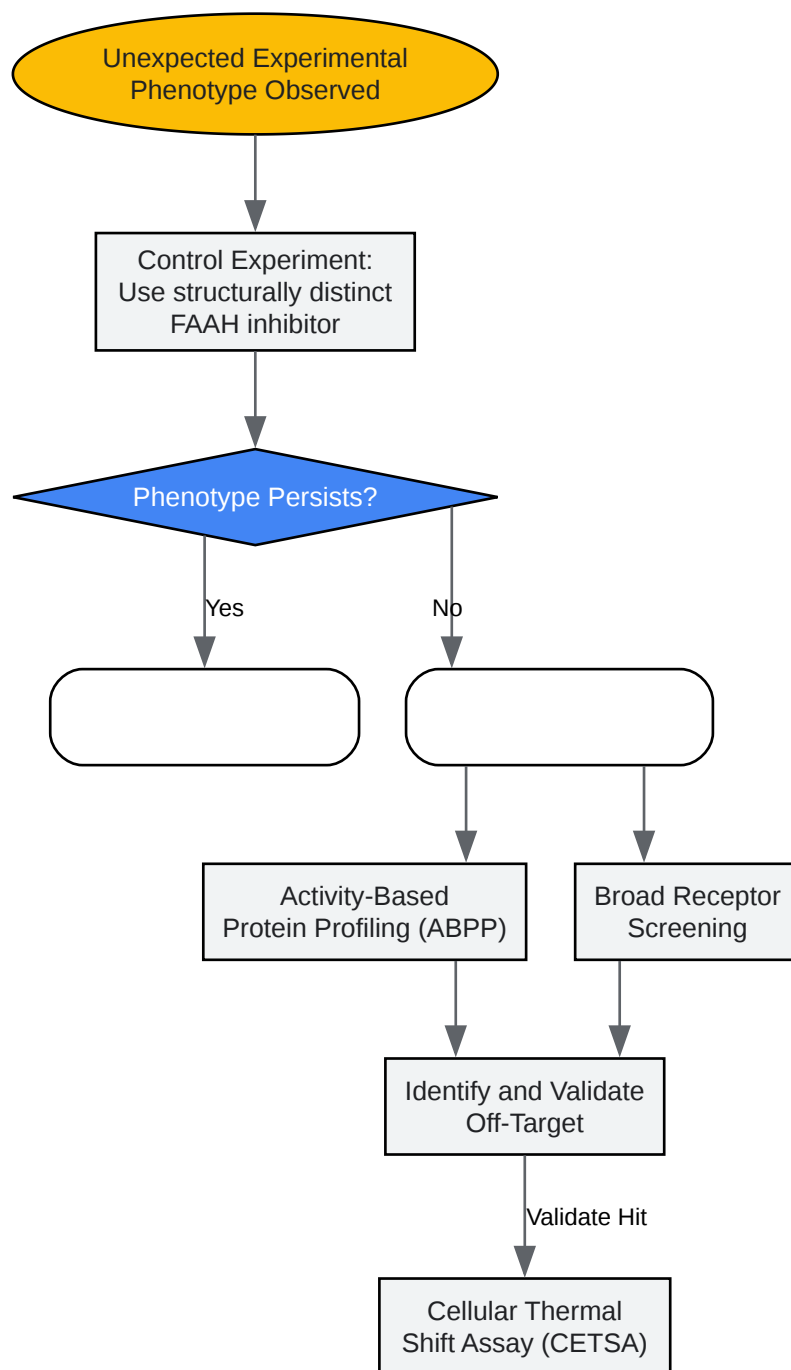 Unexpected Experimental
Phenotype Observed
Control Experiment:
Use structurally distinct
FAAH inhibitor
Phenotype Persists?
Yes
No
Activity-Based
Protein Profiling (ABPP)
Broad Receptor
Screening
Identify and Validate
Off-Target
Validate Hit
Cellular Thermal
Shift Assay (CETSA)